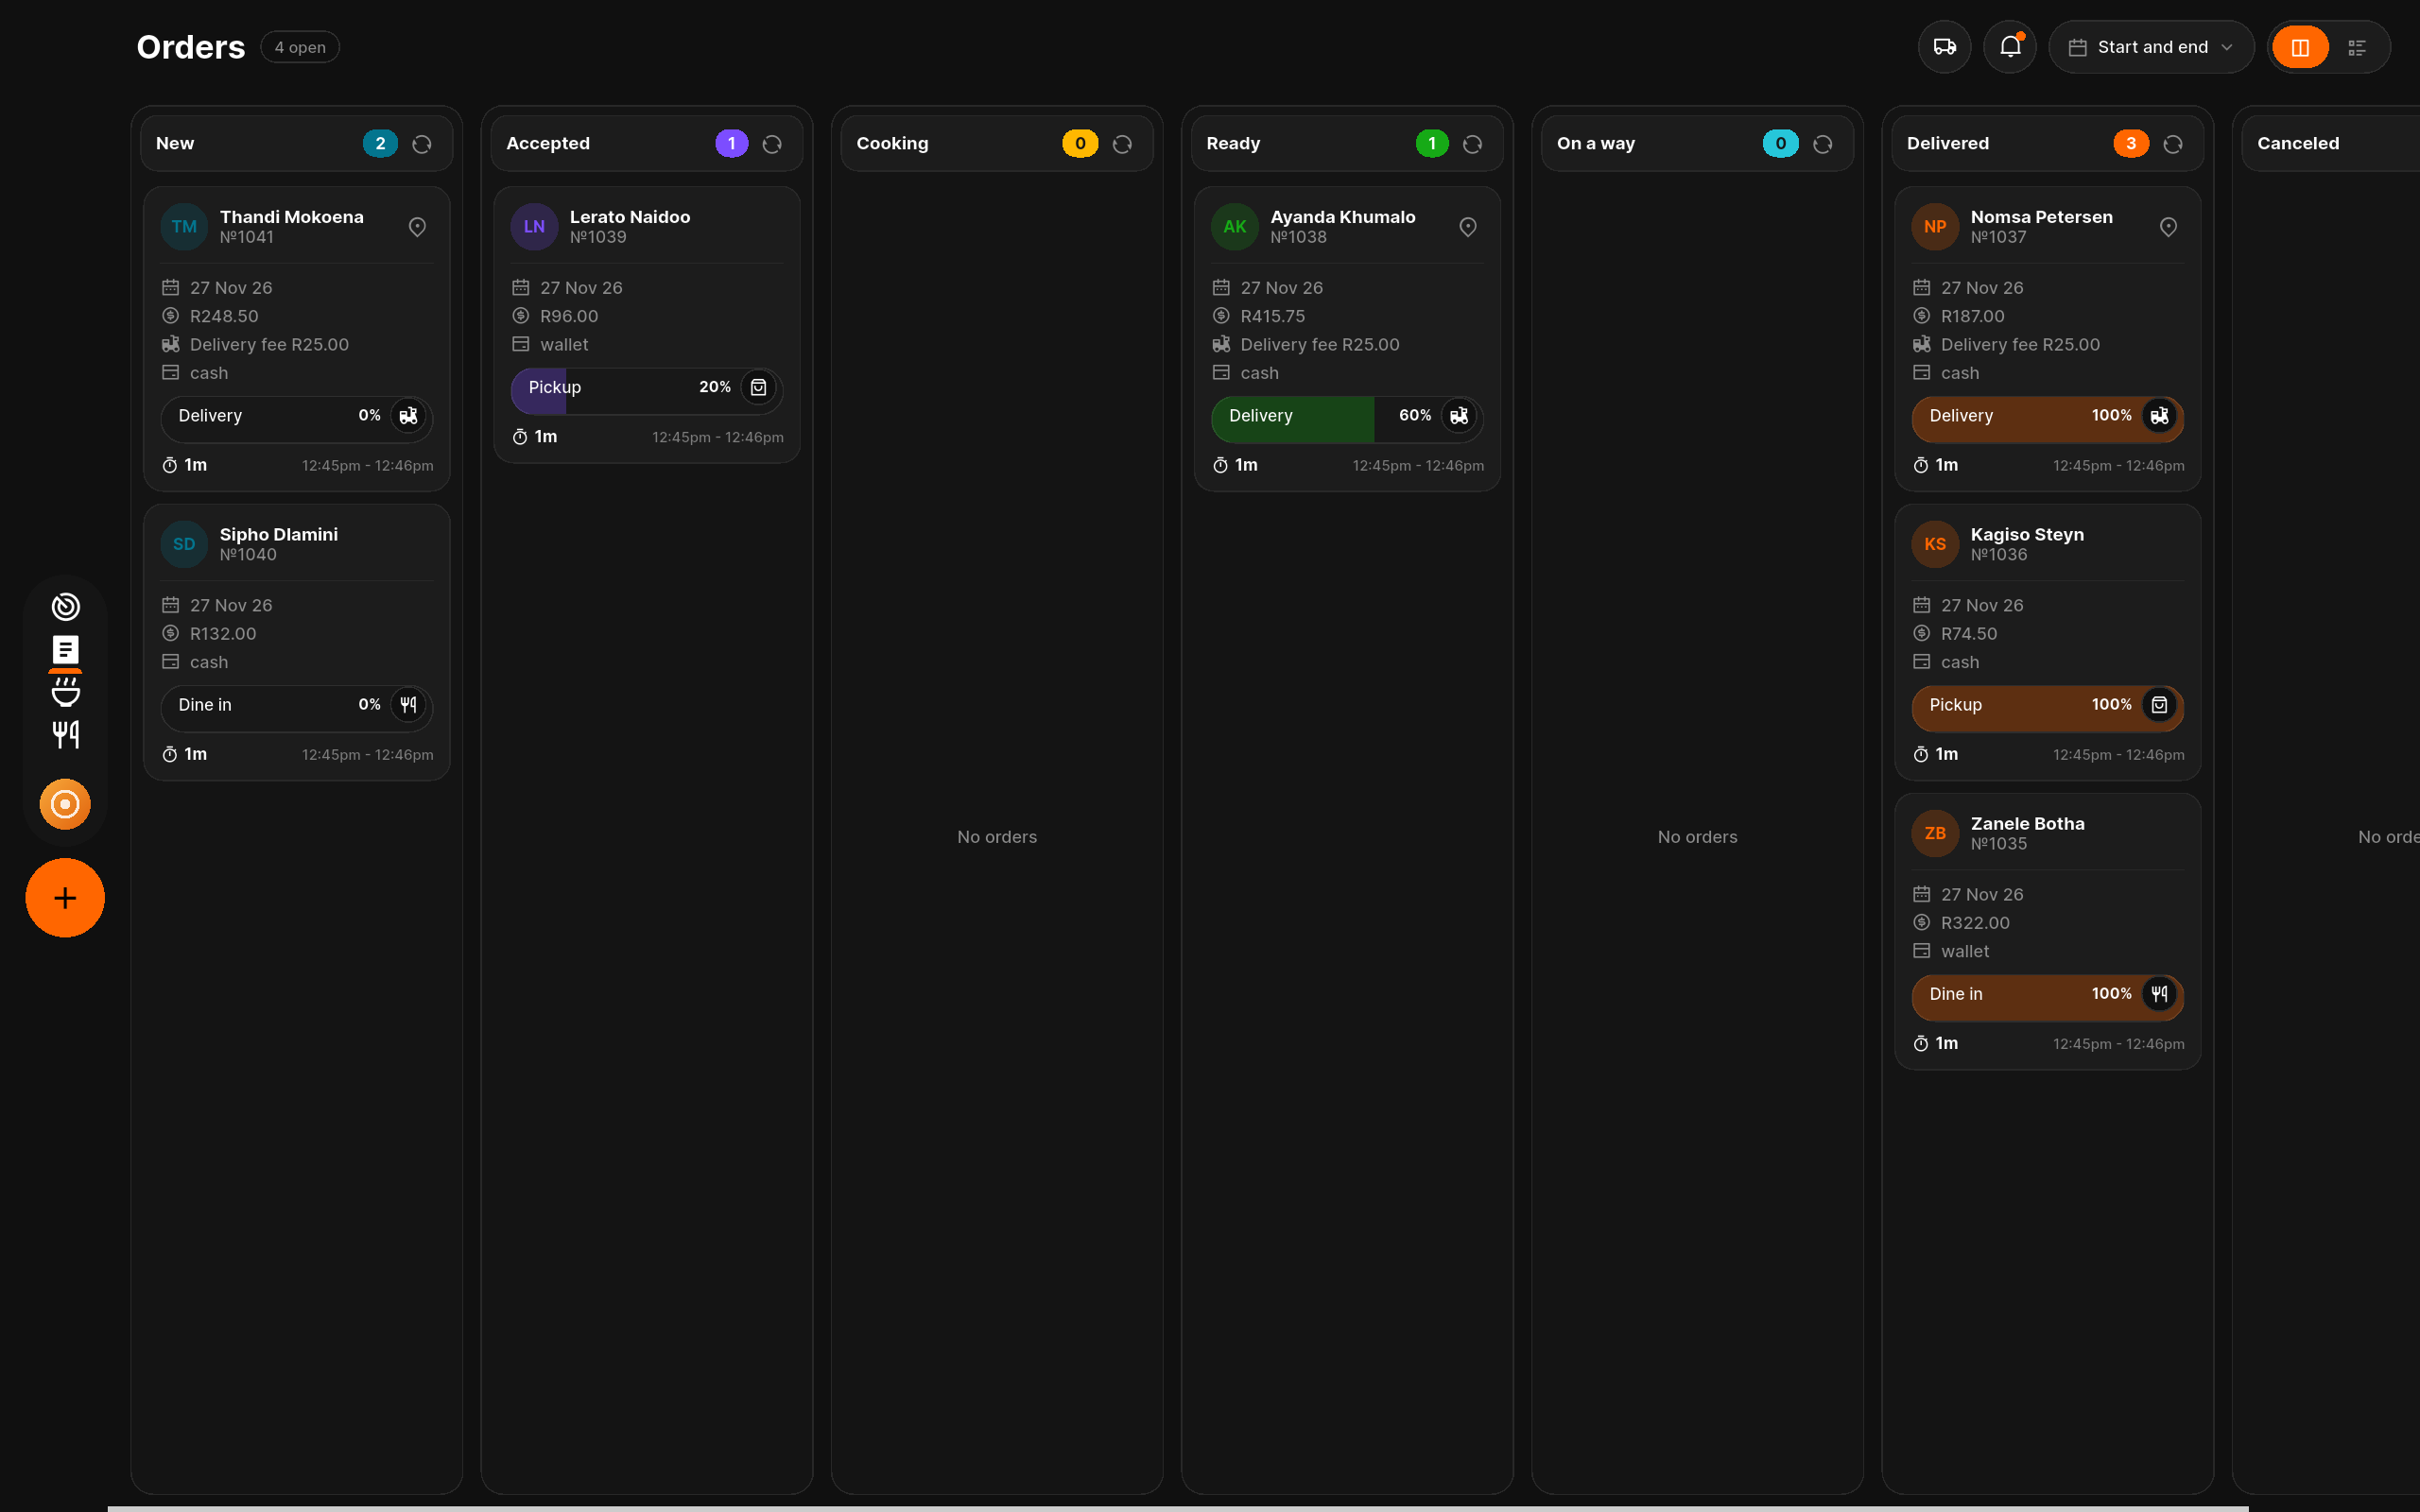 Orders
4 open
Start and end
New
2
TM
Thandi Mokoena
№1041
27 Nov 26
R248.50
Delivery fee R25.00
cash
Delivery
0%
1m
12:45pm - 12:46pm
SD
Sipho Dlamini
№1040
27 Nov 26
R132.00
cash
Dine in
0%
1m
12:45pm - 12:46pm
Accepted
1
LN
Lerato Naidoo
№1039
27 Nov 26
R96.00
wallet
Pickup
20%
1m
12:45pm - 12:46pm
Cooking
0
No orders
Ready
1
AK
Ayanda Khumalo
№1038
27 Nov 26
R415.75
Delivery fee R25.00
cash
Delivery
60%
1m
12:45pm - 12:46pm
On a way
0
No orders
Delivered
3
NP
Nomsa Petersen
№1037
27 Nov 26
R187.00
Delivery fee R25.00
cash
Delivery
100%
1m
12:45pm - 12:46pm
KS
Kagiso Steyn
№1036
27 Nov 26
R74.50
cash
Pickup
100%
1m
12:45pm - 12:46pm
ZB
Zanele Botha
№1035
27 Nov 26
R322.00
wallet
Dine in
100%
1m
12:45pm - 12:46pm
Canceled
No orde